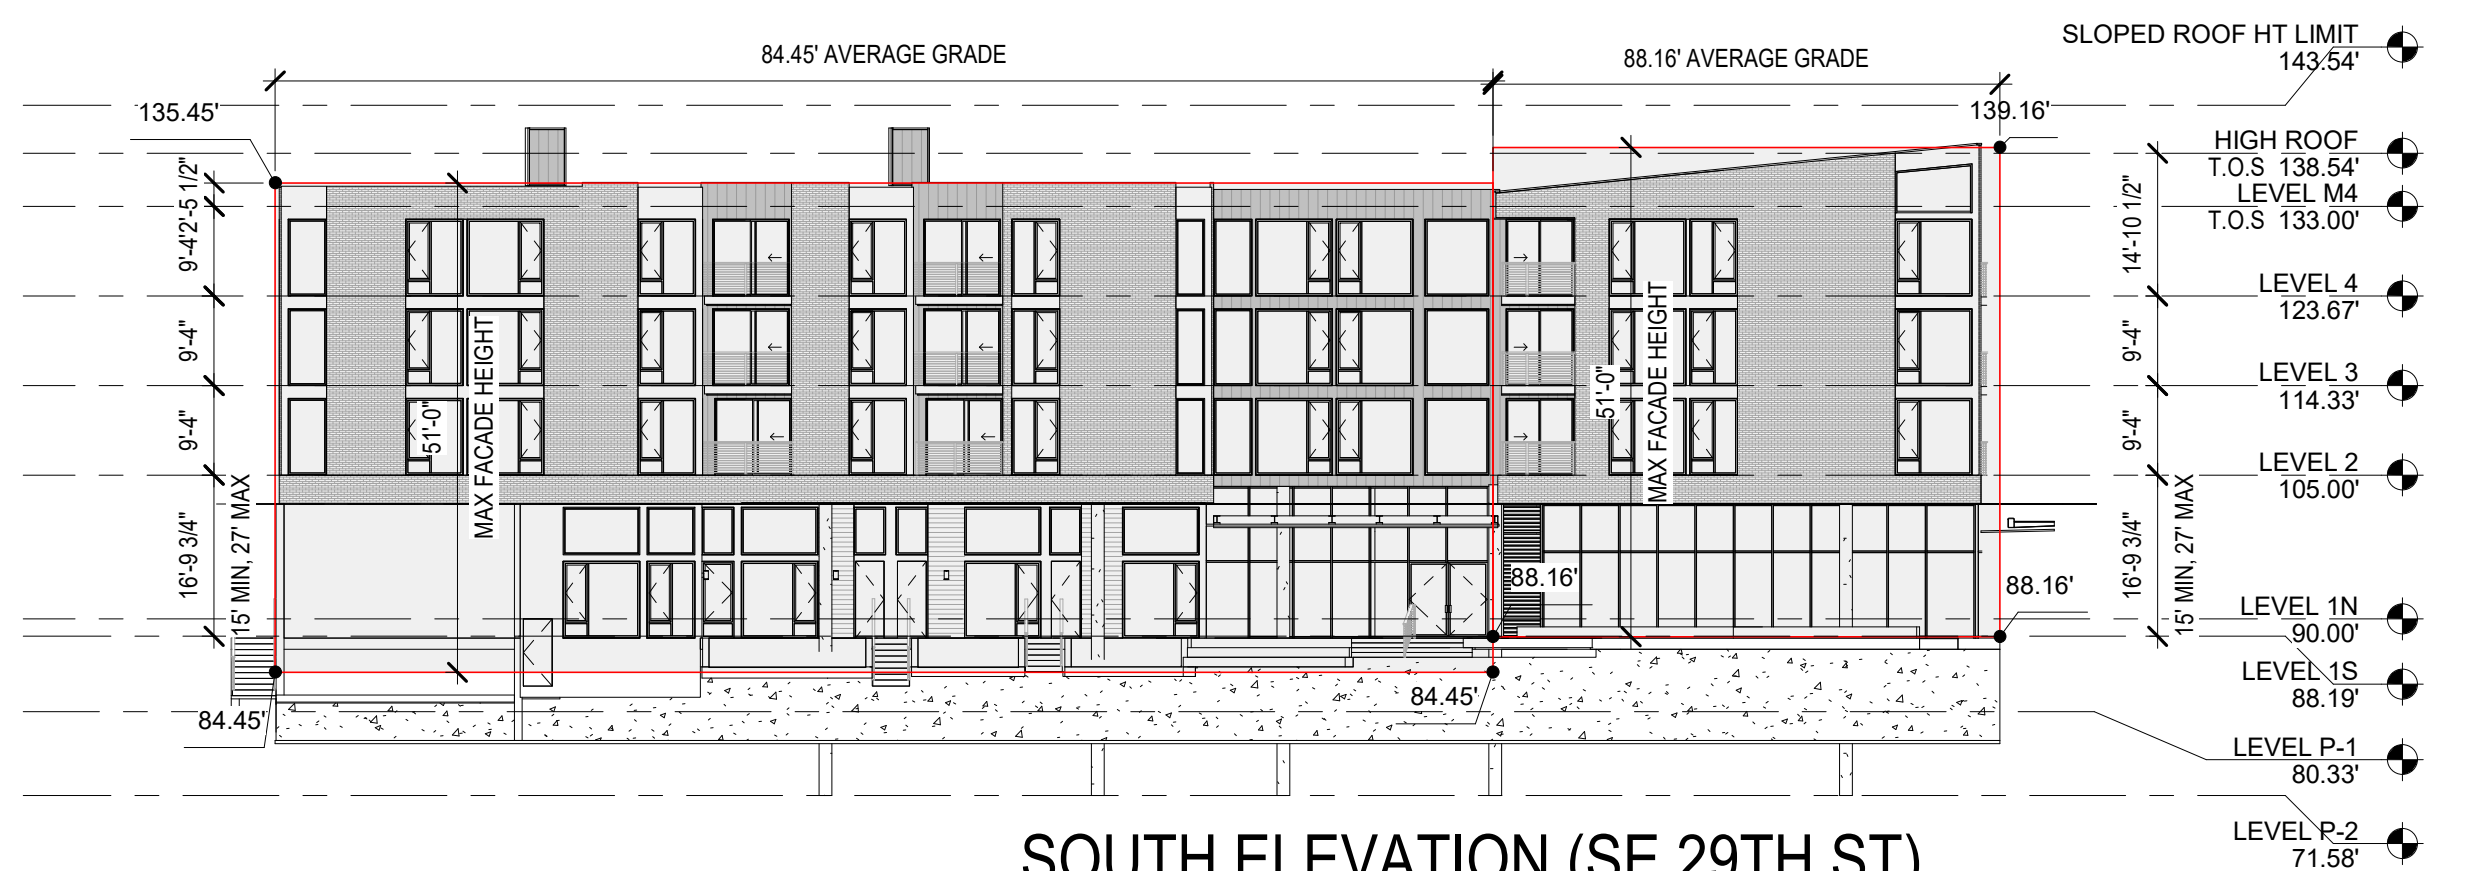 SLOPED ROOF HT LIMIT
143.54'
84.45' AVERAGE GRADE
88.16' AVERAGE GRADE
135.45'
139.16'
HIGH ROOF
T.O.S 138.54'
LEVEL M4
T.O.S 133.00'
2'-5 1/2"
9'-4"
9'-4"
9'-4"
16'-9 3/4"
15' MIN, 27' MAX
51'-0"
MAX FACADE HEIGHT
51'-0"
MAX FACADE HEIGHT
14'-10 1/2"
9'-4"
9'-4"
16'-9 3/4"
15' MIN, 27' MAX
LEVEL 4
123.67'
LEVEL 3
114.33'
LEVEL 2
105.00'
88.16'
88.16'
LEVEL 1N
90.00'
LEVEL 1S
88.19'
84.45'
84.45'
LEVEL P-1
80.33'
LEVEL P-2
71.58'
SOUTH ELEVATION (SE 29TH ST)